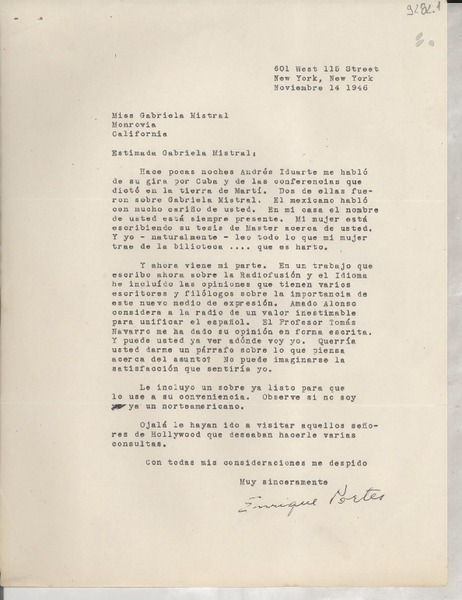 9282.1
601 West 115 Street
New York, New York
Noviembre 14 1946
Miss Gabriela Mistral
Monrovia
California
Estimada Gabriela Mistral;
Hace pocas noches Andrés Iduarte me habló
de su gira por Cuba y de las conferencias que
dictó en la tierra de Martí. Dos de ellas fue-
ron sobre Gabriela Mistral. El mexicano habló
con mucho cariño de usted. En mi casa el nombre
de usted está siempre presente. Mi mujer está
escribiendo su tesis de Master acerca de usted.
Y yo - naturalmente - leo todo lo que mi mujer
trae de la bilioteca .... que es harto.
Y ahora viene mi parte. En un trabajo que
escribo ahora sobre la Radiofusión y el Idioma
he incluído las opiniones que tienen varios
escritores y filólogos sobre la importancia de
este nuevo medio de expresión. Amado Alonso
considera a la radio de un valor inestimable
para unificar el español. El Profesor Tomás
Navarro me ha dado su opinión en forma escrita.
Y puede usted ya ver adónde voy yo. Querría
usted darme un párrafo sobre lo que piensa
acerca del asunto? No puede imaginarse la
satisfacción que sentiría yo.
Le incluyo un sobre ya listo para que
lo use a su conveniencia. Observe si no soy
ya un norteamericano.
Ojalá le hayan ido a visitar aquellos seño-
res de Hollywood que deseaban hacerle varias
consultas.
Con todas mis consideraciones me despido
Muy sinceramente
Enrique Portes